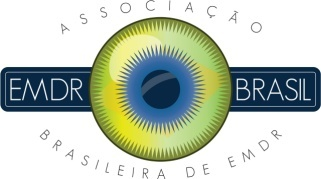 ASSOCIAÇÃO
EMDR BRASIL
BRASILEIRA DE EMDR